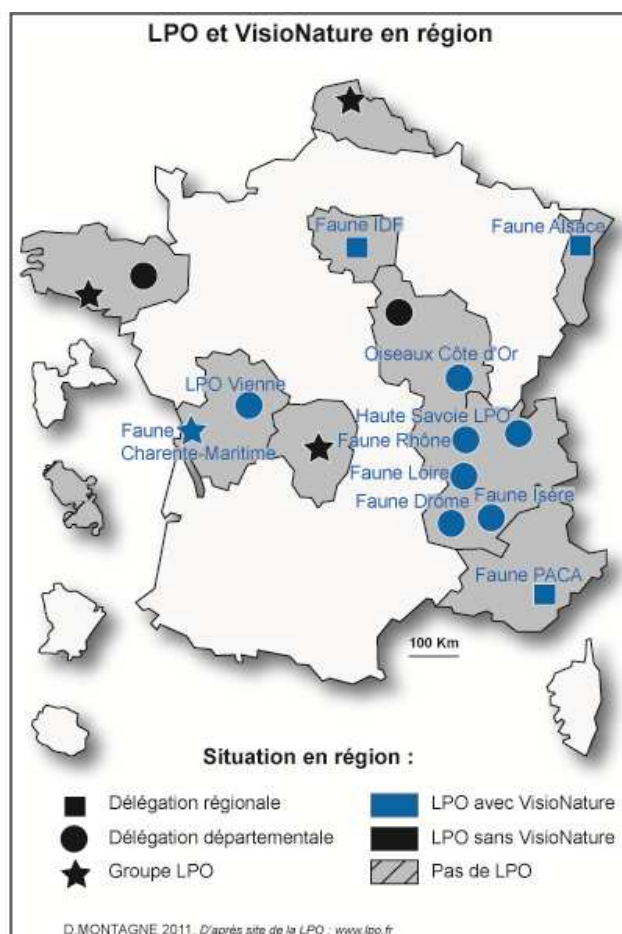 LPO et VisioNature en région
Faune IDF
Faune Alsace
Oiseaux Côte d'Or
LPO Vienne
Haute Savoie LPO
Faune
Charente-Maritime
Faune Rhône
Faune Loire
Faune Drôme
Faune Isére
Faune PACA
100 Km
Situation en région :
Délégation régionale
LPO avec VisioNature
Délégation départementale
LPO sans VisioNature
Groupe LPO
Pas de LPO
D.MONTAGNE 2011. D'après site de la LPO : www.lpo.fr